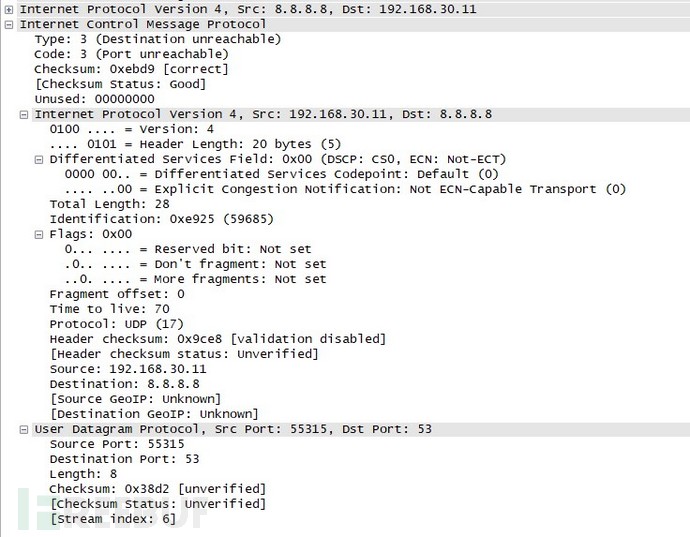 Internet Protocol Version 4, Src: 8.8.8.8, Dst: 192.168.30.11
Internet Control Message Protocol
Type: 3 (Destination unreachable)
Code: 3 (Port unreachable)
Checksum: 0xebd9 [correct]
[Checksum Status: Good]
Unused: 00000000
Internet Protocol Version 4, Src: 192.168.30.11, Dst: 8.8.8.8
0100 .... = Version: 4
.... 0101 = Header Length: 20 bytes (5)
Differentiated Services Field: 0x00 (DSCP: CS0, ECN: Not-ECT)
0000 00.. = Differentiated Services Codepoint: Default (0)
.... ..00 = Explicit Congestion Notification: Not ECN-Capable Transport (0)
Total Length: 28
Identification: 0xe925 (59685)
Flags: 0x00
0... .... = Reserved bit: Not set
.0.. .... = Don't fragment: Not set
..0. .... = More fragments: Not set
Fragment offset: 0
Time to live: 70
Protocol: UDP (17)
Header checksum: 0x9ce8 [validation disabled]
[Header checksum status: Unverified]
Source: 192.168.30.11
Destination: 8.8.8.8
[Source GeoIP: Unknown]
[Destination GeoIP: Unknown]
User Datagram Protocol, Src Port: 55315, Dst Port: 53
Source Port: 55315
Destination Port: 53
Length: 8
Checksum: 0x38d2 [unverified]
[Checksum Status: Unverified]
[Stream index: 6]
FREEBUF